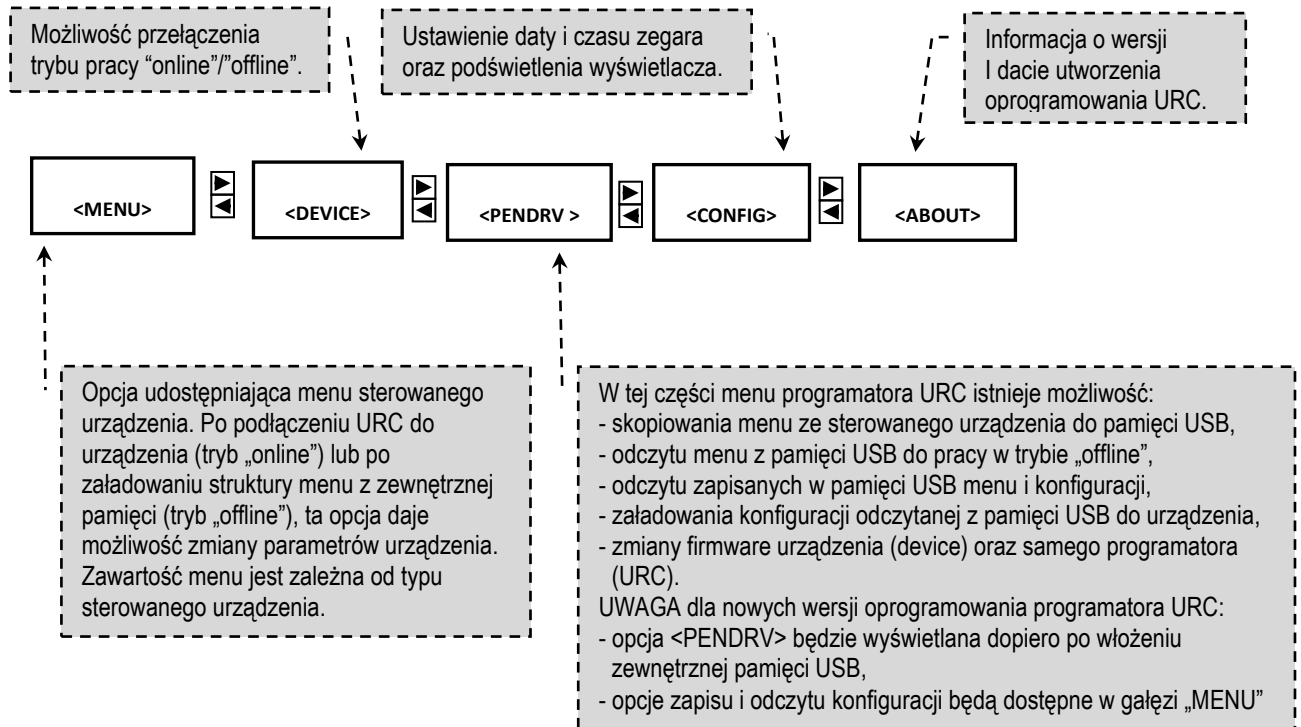 Możliwość przełączenia
trybu pracy “online”/”offline”.
Ustawienie daty i czasu zegara
oraz podświetlenia wyświetlacza.
Informacja o wersji
I dacie utworzenia
oprogramowania URC.
<MENU>
<DEVICE>
<PENDRV >
<CONFIG>
<ABOUT>
Opcja udostępniająca menu sterowanego
urządzenia. Po podłączeniu URC do
urządzenia (tryb „online”) lub po
załadowaniu struktury menu z zewnętrznej
pamięci (tryb „offline”), ta opcja daje
możliwość zmiany parametrów urządzenia.
Zawartość menu jest zależna od typu
sterowanego urządzenia.
W tej części menu programatora URC istnieje możliwość:
- skopiowania menu ze sterowanego urządzenia do pamięci USB,
- odczytu menu z pamięci USB do pracy w trybie „offline”,
- odczytu zapisanych w pamięci USB menu i konfiguracji,
- załadowania konfiguracji odczytanej z pamięci USB do urządzenia,
- zmiany firmware urządzenia (device) oraz samego programatora
(URC).
UWAGA dla nowych wersji oprogramowania programatora URC:
- opcja <PENDRV> będzie wyświetlana dopiero po włożeniu
zewnętrznej pamięci USB,
- opcje zapisu i odczytu konfiguracji będą dostępne w gałęzi „MENU”